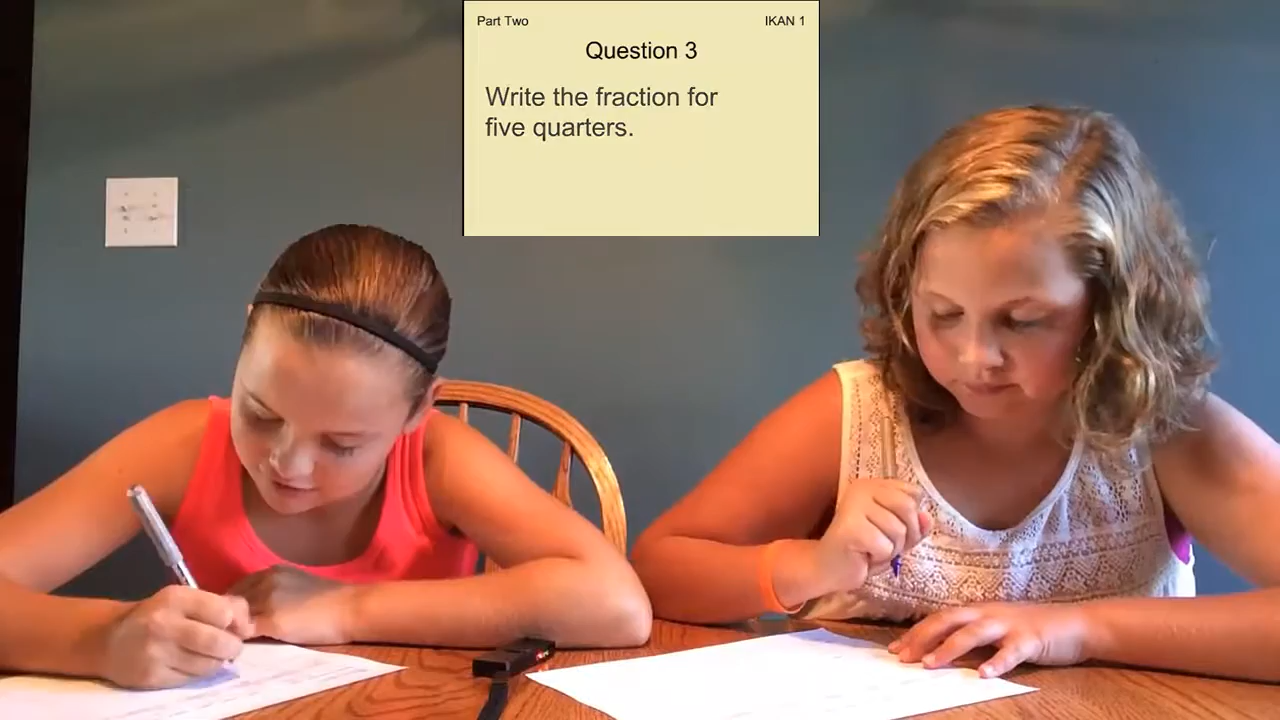 Part Two IKAN 1
Question 3
Write the fraction for
five quarters.